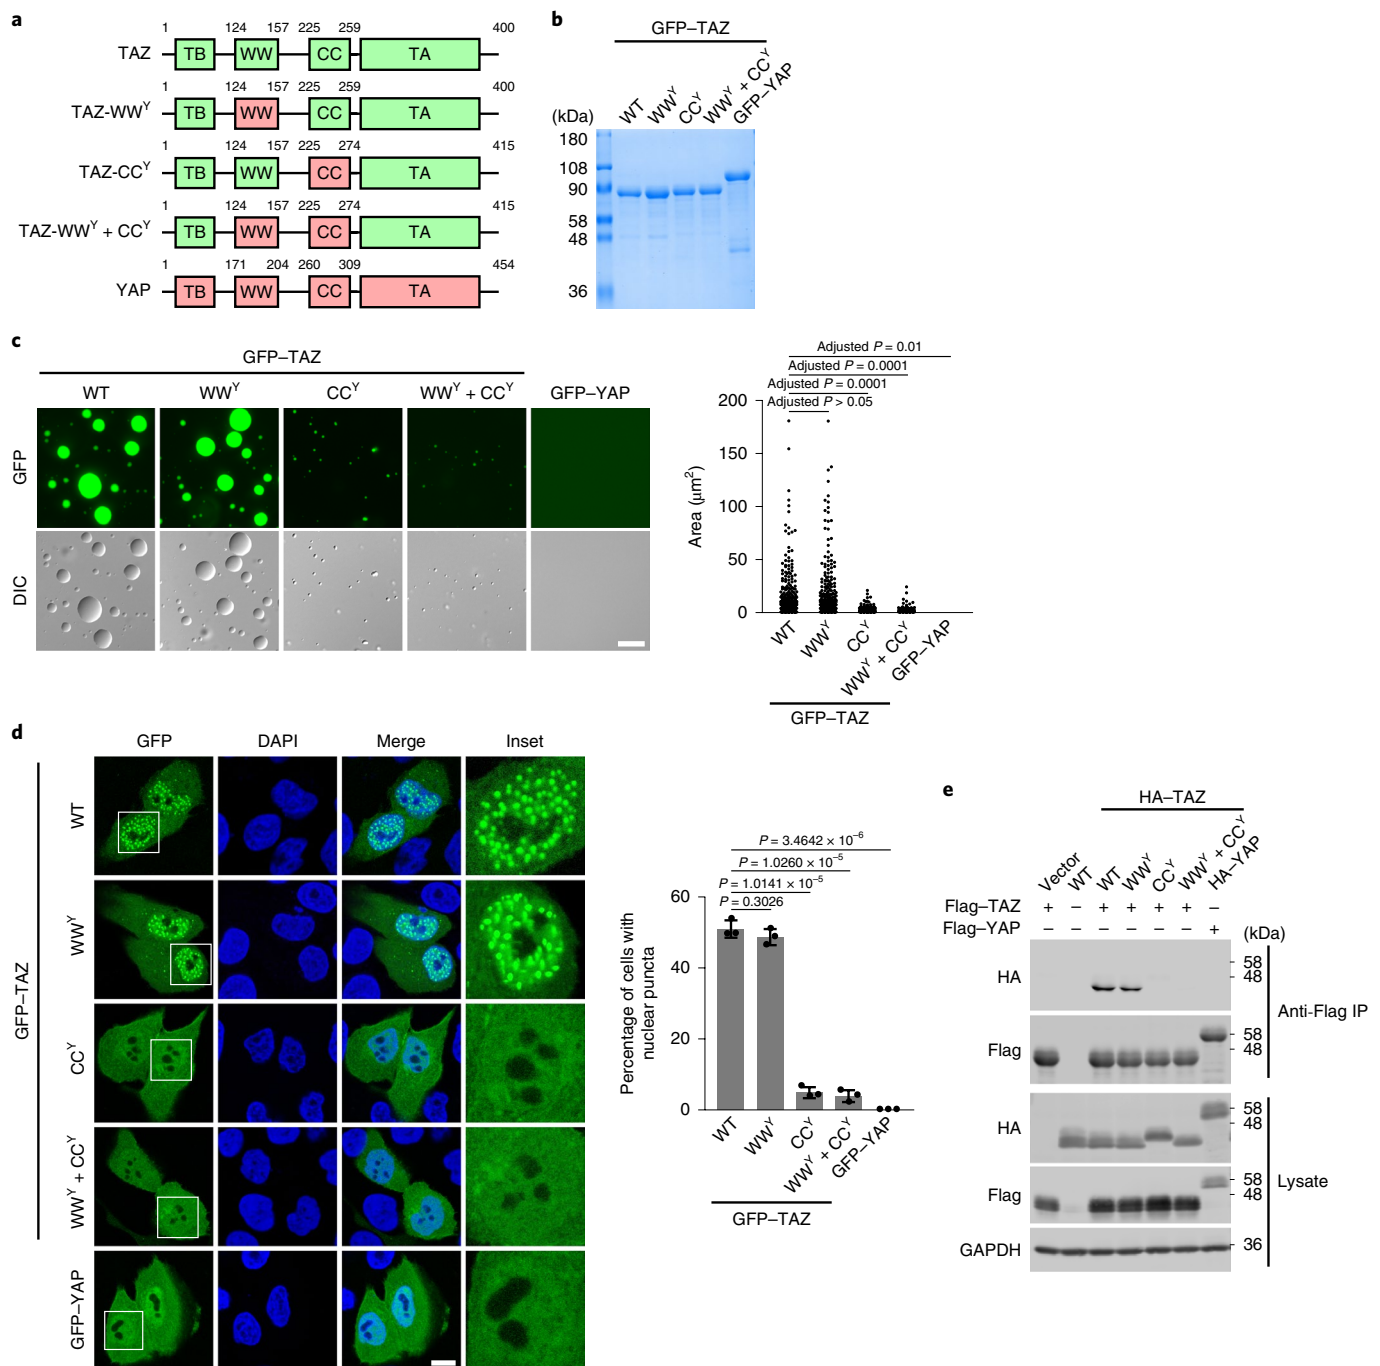 a
1 124 157 225 259 400
TAZ TB WW CC TA
1 124 157 225 259 400
TAZ-WW^Y TB WW CC TA
1 124 157 225 274 415
TAZ-CC^Y TB WW CC TA
1 124 157 225 274 415
TAZ-WW^Y + CC^Y TB WW CC TA
1 171 204 260 309 454
YAP TB WW CC TA
b
GFP–TAZ
(kDa) WT WW^Y CC^Y WW^Y + CC^Y GFP–YAP
180
108
90
58
48
36
c
GFP–TAZ
WT WW^Y CC^Y WW^Y + CC^Y GFP–YAP
GFP
DIC
Adjusted P = 0.01
Adjusted P = 0.0001
Adjusted P = 0.0001
Adjusted P > 0.05
Area (μm²)
200
150
100
50
0
WT WW^Y CC^Y WW^Y + CC^Y GFP–YAP
GFP–TAZ
d
GFP DAPI Merge Inset
GFP–TAZ
WT
WW^Y
CC^Y
WW^Y + CC^Y
GFP–YAP
P = 3.4642 × 10⁻⁶
P = 1.0260 × 10⁻⁵
P = 1.0141 × 10⁻⁵
P = 0.3026
Percentage of cells with
nuclear puncta
60
40
20
0
WT WW^Y CC^Y WW^Y + CC^Y GFP–YAP
GFP–TAZ
e
HA–TAZ
Vector WT WT WW^Y CC^Y WW^Y + CC^Y HA–YAP
Flag–TAZ + – + + + + –
Flag–YAP – – – – – – + (kDa)
HA 58
48
Flag 58
48
Anti-Flag IP
HA 58
48
Flag 58
48
Lysate
GAPDH 36